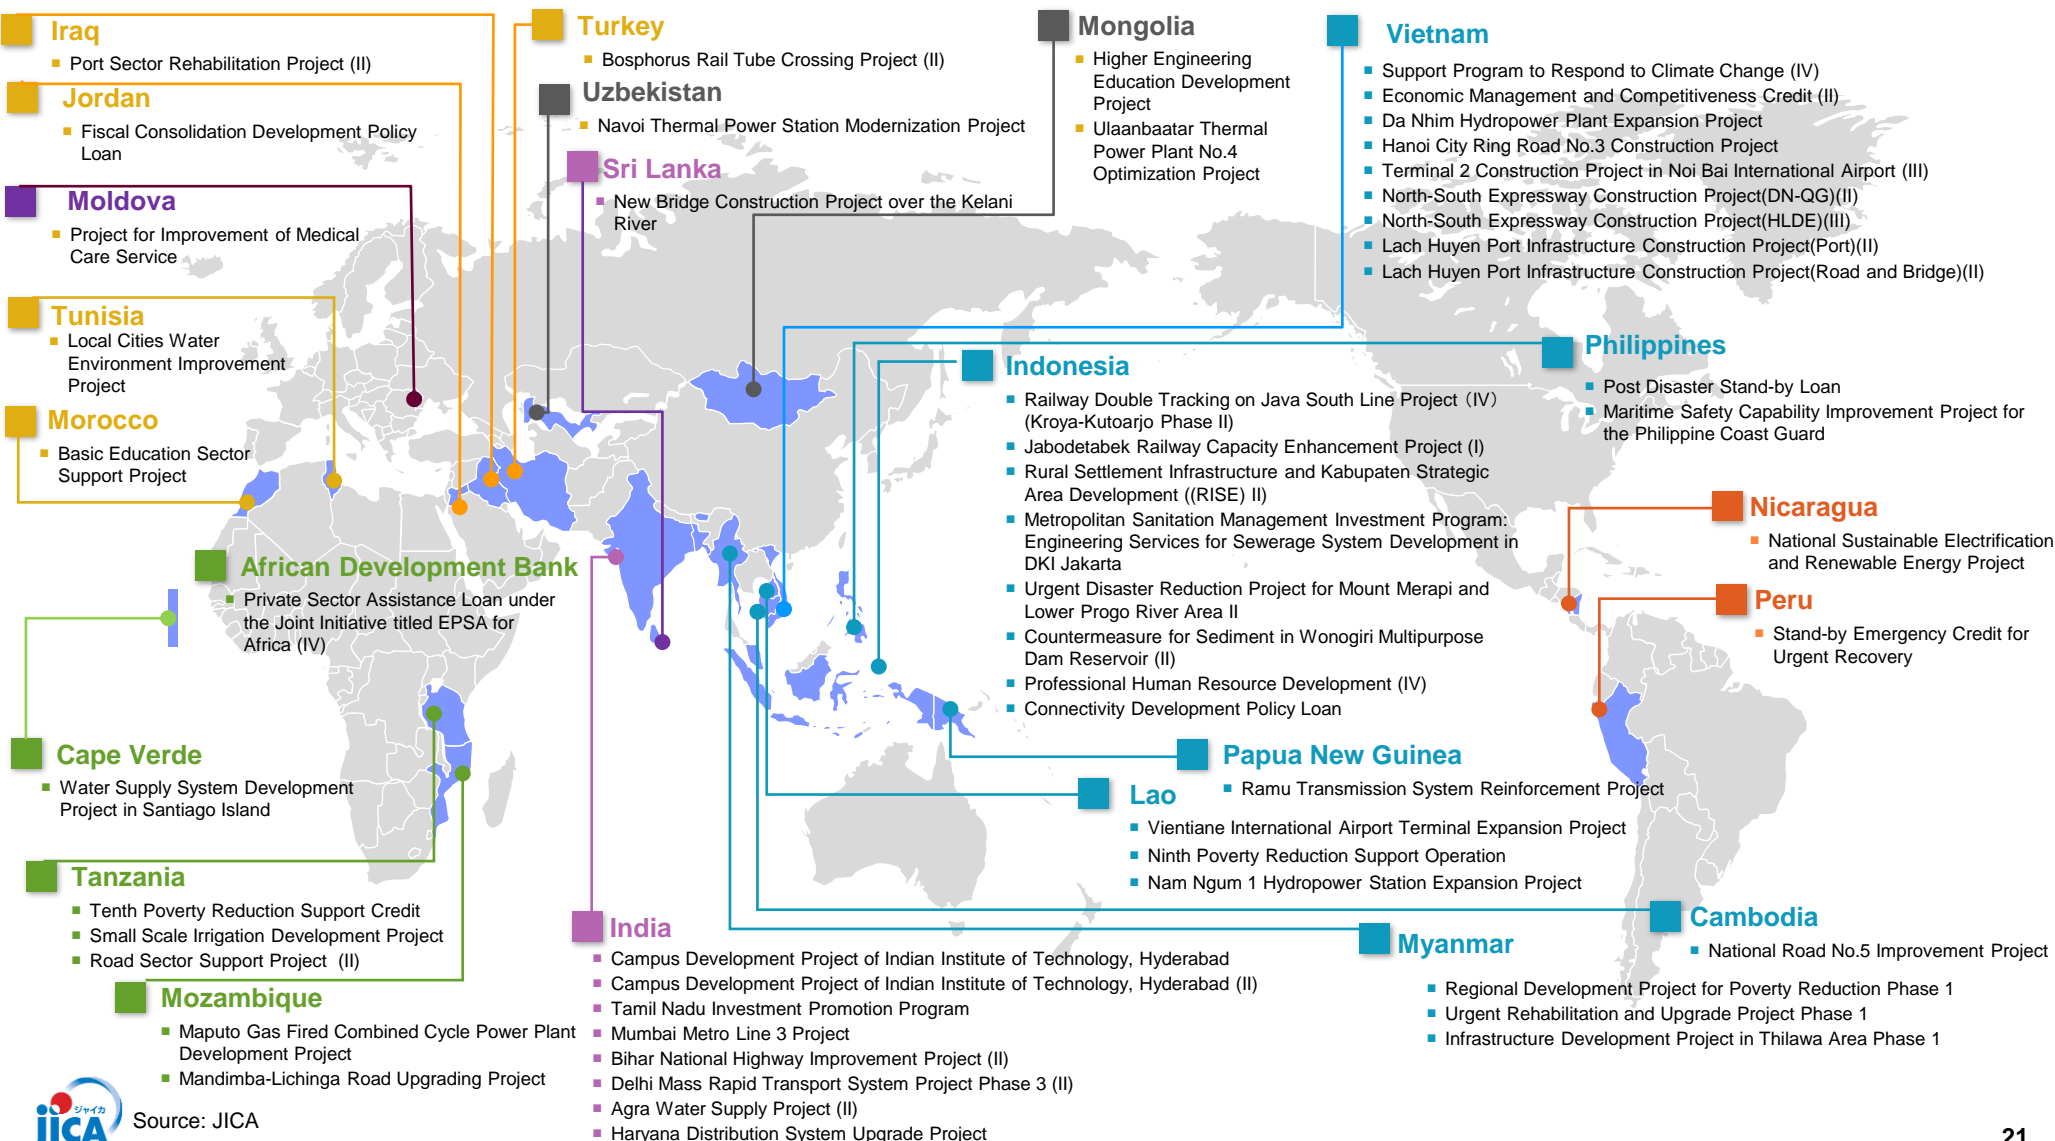 Iraq
Port Sector Rehabilitation Project (II)
Jordan
Fiscal Consolidation Development Policy
Loan
Moldova
Project for Improvement of Medical
Care Service
Tunisia
Local Cities Water
Environment Improvement
Project
Morocco
Basic Education Sector
Support Project
Turkey
Bosphorus Rail Tube Crossing Project (II)
Uzbekistan
Navoi Thermal Power Station Modernization Project
Sri Lanka
New Bridge Construction Project over the Kelani
River
Mongolia
Higher Engineering
Education Development
Project
Ulaanbaatar Thermal
Power Plant No.4
Optimization Project
Vietnam
Support Program to Respond to Climate Change (IV)
Economic Management and Competitiveness Credit (II)
Da Nhim Hydropower Plant Expansion Project
Hanoi City Ring Road No.3 Construction Project
Terminal 2 Construction Project in Noi Bai International Airport (III)
North-South Expressway Construction Project(DN-QG)(II)
North-South Expressway Construction Project(HLDE)(III)
Lach Huyen Port Infrastructure Construction Project(Port)(II)
Lach Huyen Port Infrastructure Construction Project(Road and Bridge)(II)
Philippines
Post Disaster Stand-by Loan
Maritime Safety Capability Improvement Project for
the Philippine Coast Guard
Indonesia
Railway Double Tracking on Java South Line Project（IV）
(Kroya-Kutoarjo Phase II)
Jabodetabek Railway Capacity Enhancement Project (I)
Rural Settlement Infrastructure and Kabupaten Strategic
Area Development ((RISE) II)
Metropolitan Sanitation Management Investment Program:
Engineering Services for Sewerage System Development in
DKI Jakarta
Urgent Disaster Reduction Project for Mount Merapi and
Lower Progo River Area II
Countermeasure for Sediment in Wonogiri Multipurpose
Dam Reservoir (II)
Professional Human Resource Development (IV)
Connectivity Development Policy Loan
Nicaragua
National Sustainable Electrification
and Renewable Energy Project
Peru
Stand-by Emergency Credit for
Urgent Recovery
African Development Bank
Private Sector Assistance Loan under
the Joint Initiative titled EPSA for
Africa (IV)
Cape Verde
Water Supply System Development
Project in Santiago Island
Papua New Guinea
Ramu Transmission System Reinforcement Project
Lao
Vientiane International Airport Terminal Expansion Project
Ninth Poverty Reduction Support Operation
Nam Ngum 1 Hydropower Station Expansion Project
Tanzania
Tenth Poverty Reduction Support Credit
Small Scale Irrigation Development Project
Road Sector Support Project (II)
Mozambique
Maputo Gas Fired Combined Cycle Power Plant
Development Project
Mandimba-Lichinga Road Upgrading Project
India
Campus Development Project of Indian Institute of Technology, Hyderabad
Campus Development Project of Indian Institute of Technology, Hyderabad (II)
Tamil Nadu Investment Promotion Program
Mumbai Metro Line 3 Project
Bihar National Highway Improvement Project (II)
Delhi Mass Rapid Transport System Project Phase 3 (II)
Agra Water Supply Project (II)
Haryana Distribution System Upgrade Project
Cambodia
National Road No.5 Improvement Project
Myanmar
Regional Development Project for Poverty Reduction Phase 1
Urgent Rehabilitation and Upgrade Project Phase 1
Infrastructure Development Project in Thilawa Area Phase 1
ジャイカ
JICA
Source: JICA
21